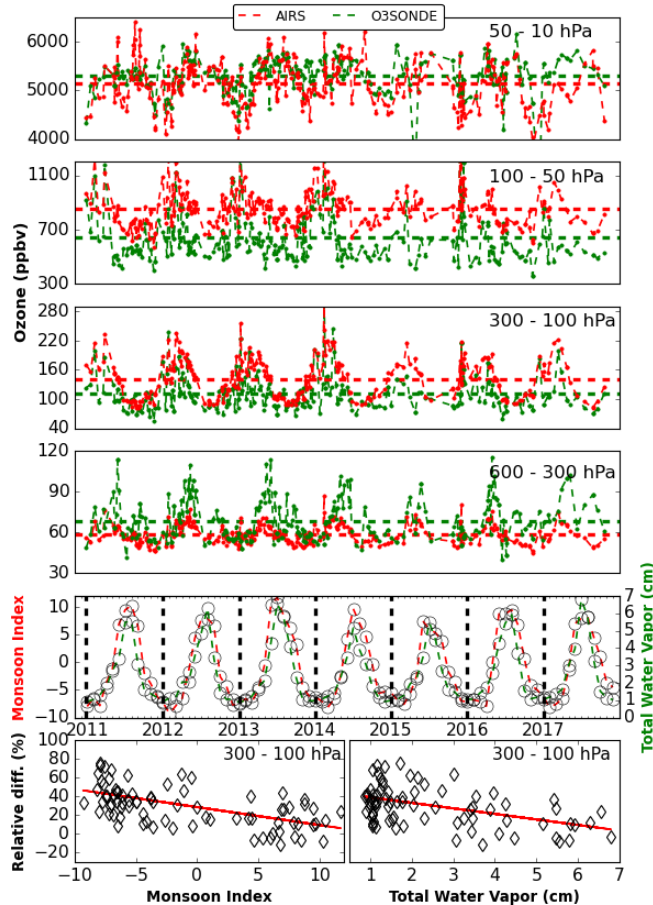 AIRS O3SONDE
50 - 10 hPa
6000
5000
4000
100 - 50 hPa
1100
700
300
Ozone (ppbv)
300 - 100 hPa
280
220
160
100
40
600 - 300 hPa
120
90
60
30
Monsoon Index
10
5
0
−5
−10
7
6
5
4
3
2
1
0
Total Water Vapor (cm)
2011 2012 2013 2014 2015 2016 2017
Relative diff. (%)
100
80
60
40
20
0
−20
300 - 100 hPa 300 - 100 hPa
−10 −5 0 5 10 1 2 3 4 5 6 7
Monsoon Index Total Water Vapor (cm)